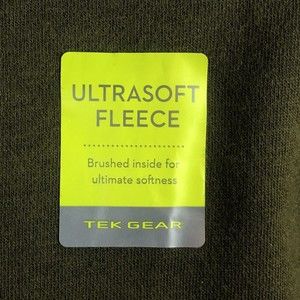 ULTRASOFT
FLEECE
Brushed inside for
ultimate softness
TEK GEAR